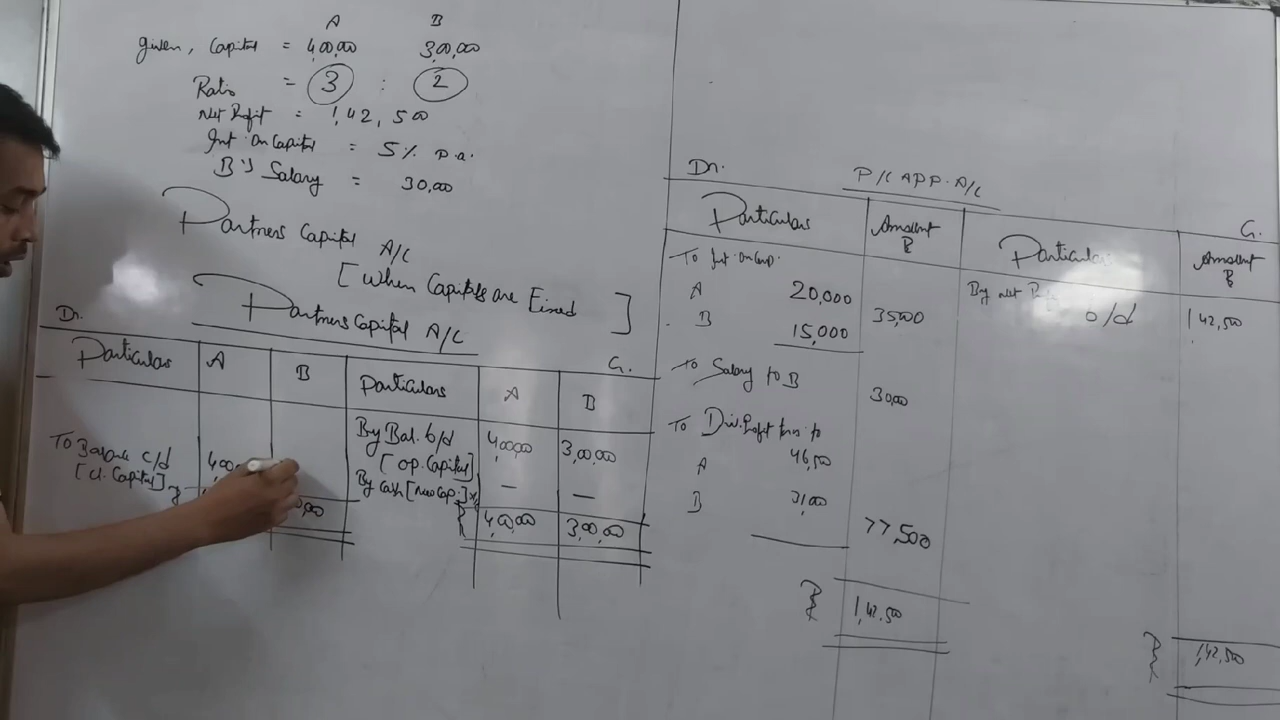 A B
Given, Capital = 4,00,000 3,00,000
Ratio = 3 : 2
Net Profit = 1,42,500
Int. On Capital = 5% p.a.
B's Salary = 30,000
Partners Capital A/C
[When Capitals are Fixed]
Partners Capital A/C
Dr. Cr.
Particulars A B Particulars A B
By Bal. b/d 4,00,000 3,00,000
[Op. Capital]
To Balance c/d 4,00,
[Cl. Capital]
By Cash [New Cap.] — —
4,00,000 3,00,000
Dr. P/L APP. A/C Cr.
Particulars Amount ₹ Particulars Amount ₹
To Int. on Cap. By Net
A 20,000 1,42,500
B 15,000 35,000
To Salary to B 30,000
To Div. Profit
A 46,500
B 31,000
77,500
₹ 1,42,500 ₹ 1,42,500